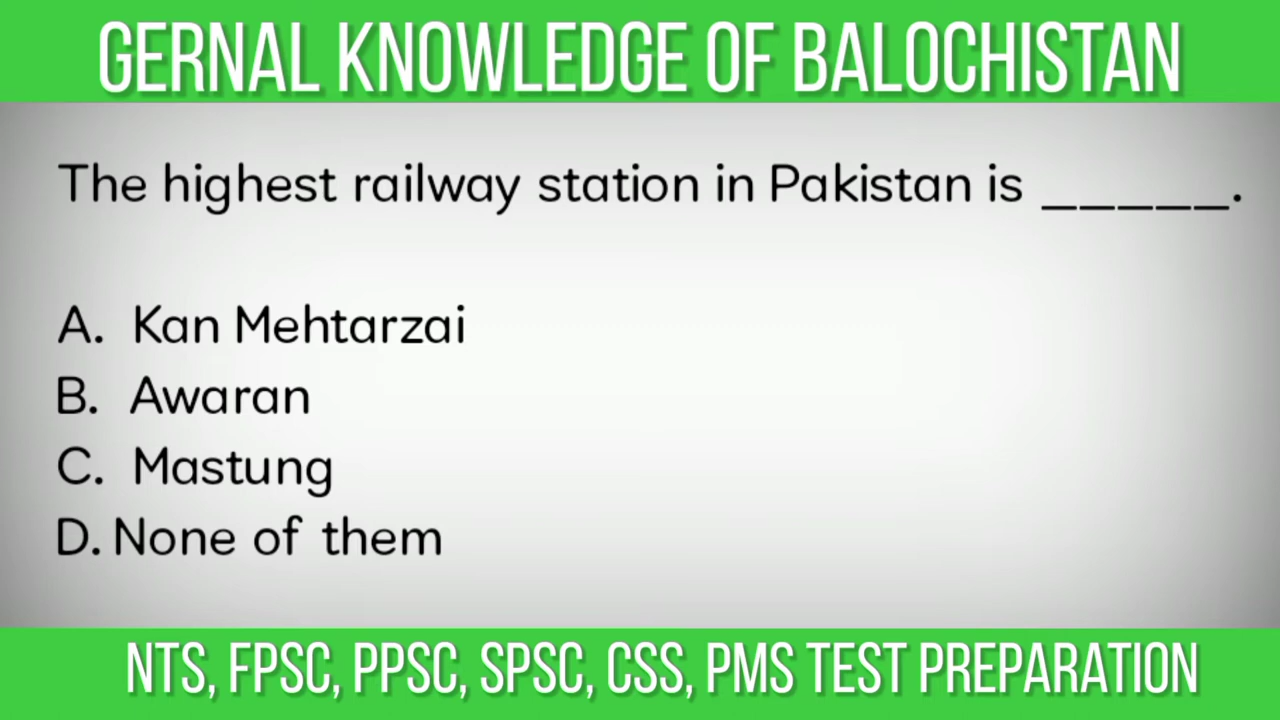 GERNAL KNOWLEDGE OF BALOCHISTAN
The highest railway station in Pakistan is _____.
A. Kan Mehtarzai
B. Awaran
C. Mastung
D. None of them
NTS, FPSC, PPSC, SPSC, CSS, PMS TEST PREPARATION